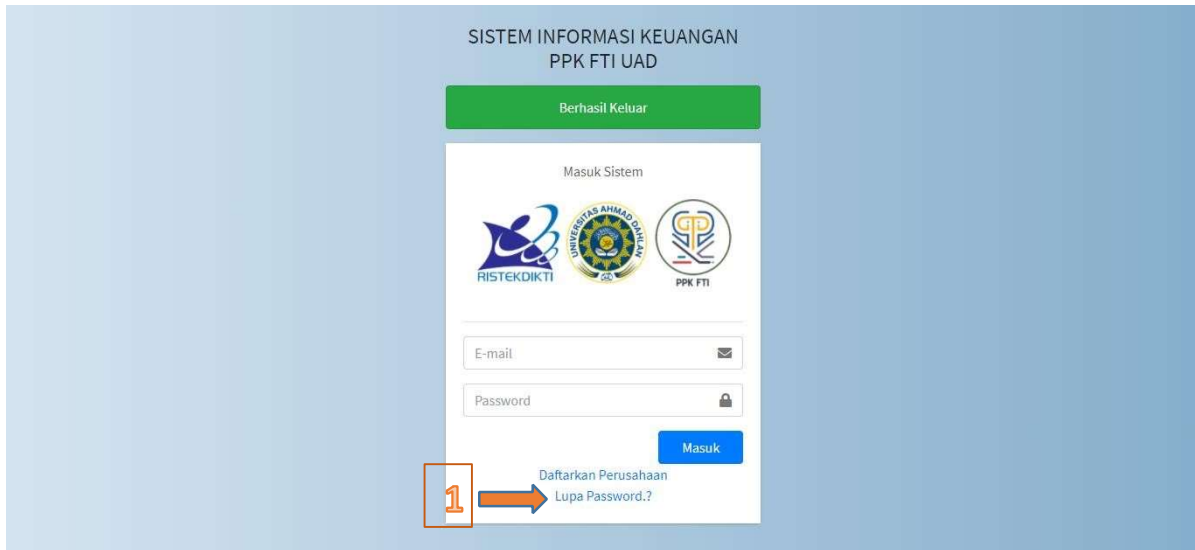 SISTEM INFORMASI KEUANGAN
PPK FTI UAD
Berhasil Keluar
Masuk Sistem
RISTEKDIKTI
UNIVERSITAS AHMAD DAHLAN
UAD
PPK FTI
E-mail
Password
Masuk
Daftarkan Perusahaan
1
Lupa Password.?